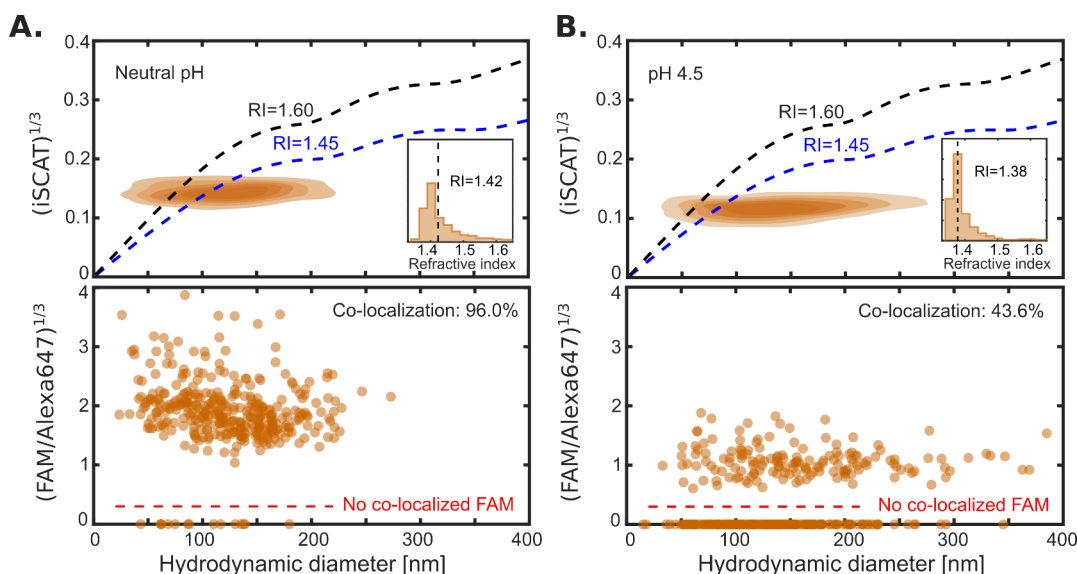 A.
0.4
0.3
0.2
0.1
0
(iSCAT)1/3
Neutral pH
RI=1.60
RI=1.45
RI=1.42
1.4 1.5 1.6
Refractive index
4
3
2
1
0
(FAM/Alexa647)1/3
Co-localization: 96.0%
No co-localized FAM
0 100 200 300 400
Hydrodynamic diameter [nm]
B.
0.4
0.3
0.2
0.1
0
(iSCAT)1/3
pH 4.5
RI=1.60
RI=1.45
RI=1.38
1.4 1.5 1.6
Refractive index
4
3
2
1
0
(FAM/Alexa647)1/3
Co-localization: 43.6%
No co-localized FAM
0 100 200 300 400
Hydrodynamic diameter [nm]